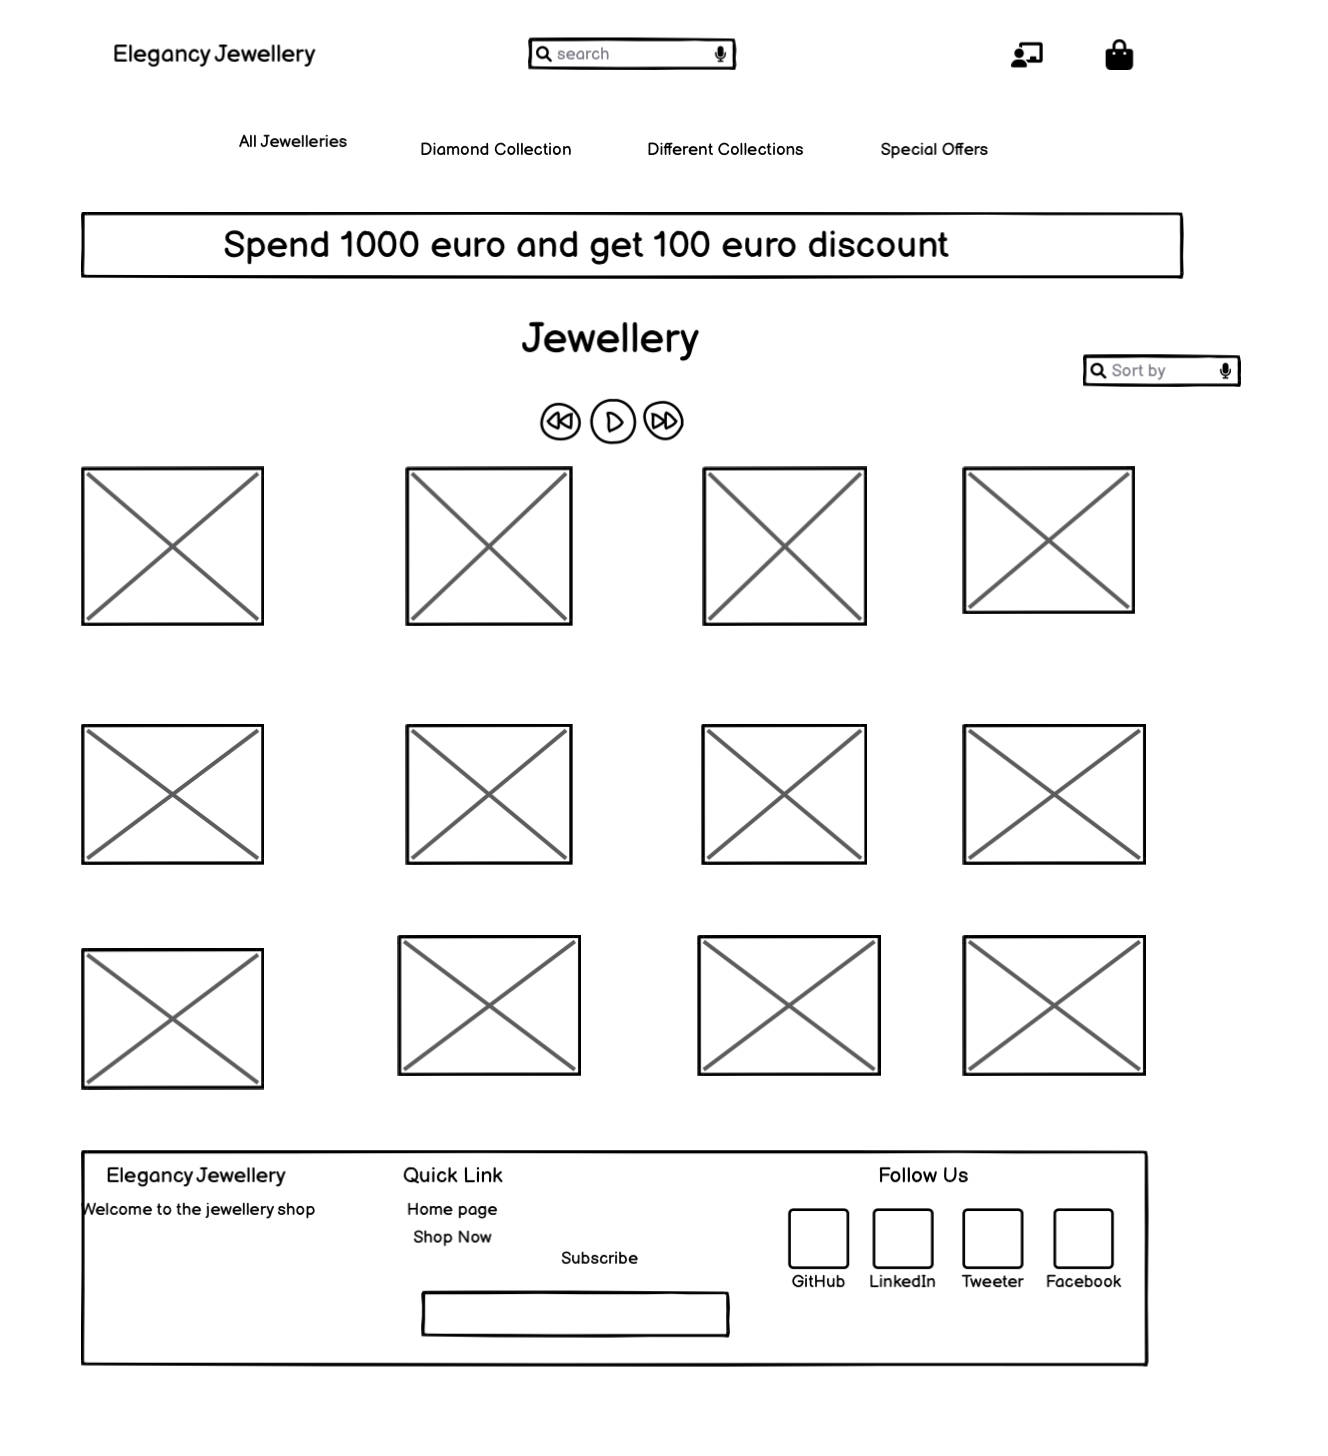 Elegancy Jewellery
search
All Jewelleries
Diamond Collection
Different Collections
Special Offers
Spend 1000 euro and get 100 euro discount
Jewellery
Sort by
Elegancy Jewellery
Welcome to the jewellery shop
Quick Link
Home page
Shop Now
Subscribe
Follow Us
GitHub
LinkedIn
Tweeter
Facebook